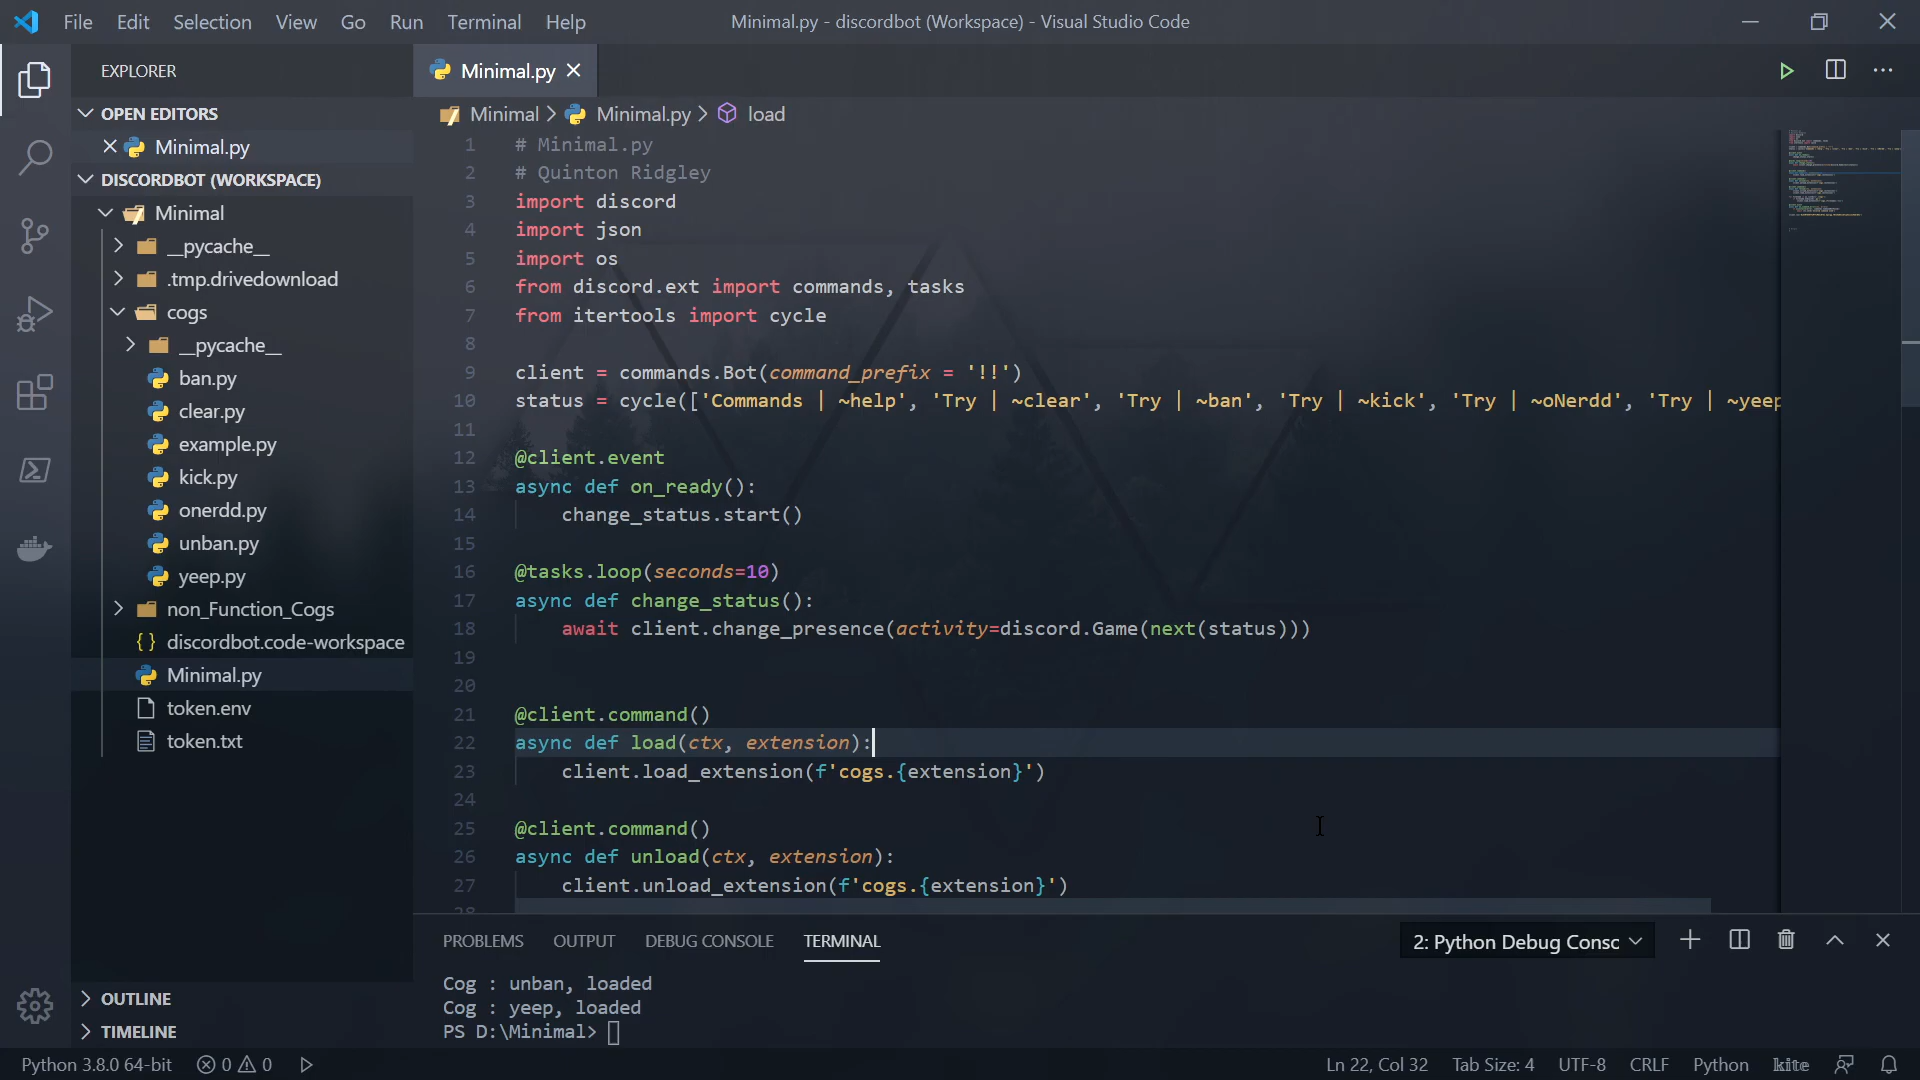 File Edit Selection View Go Run Terminal Help
Minimal.py - discordbot (Workspace) - Visual Studio Code
EXPLORER
OPEN EDITORS
Minimal.py
DISCORDBOT (WORKSPACE)
Minimal
__pycache__
.tmp.drivedownload
cogs
__pycache__
ban.py
clear.py
example.py
kick.py
onerdd.py
unban.py
yeep.py
non_Function_Cogs
{} discordbot.code-workspace
Minimal.py
token.env
token.txt
OUTLINE
TIMELINE
Minimal.py
Minimal > Minimal.py > load
1 # Minimal.py
2 # Quinton Ridgley
3 import discord
4 import json
5 import os
6 from discord.ext import commands, tasks
7 from itertools import cycle
8
9 client = commands.Bot(command_prefix = '!!')
10 status = cycle(['Commands | ~help', 'Try | ~clear', 'Try | ~ban', 'Try | ~kick', 'Try | ~oNerdd', 'Try | ~yeep
11
12 @client.event
13 async def on_ready():
14     change_status.start()
15
16 @tasks.loop(seconds=10)
17 async def change_status():
18     await client.change_presence(activity=discord.Game(next(status)))
19
20
21 @client.command()
22 async def load(ctx, extension):
23     client.load_extension(f'cogs.{extension}')
24
25 @client.command()
26 async def unload(ctx, extension):
27     client.unload_extension(f'cogs.{extension}')
28
PROBLEMS OUTPUT DEBUG CONSOLE TERMINAL
2: Python Debug Consc
Cog : unban, loaded
Cog : yeep, loaded
PS D:\Minimal>
Python 3.8.0 64-bit 0 0
Ln 22, Col 32 Tab Size: 4 UTF-8 CRLF Python kite